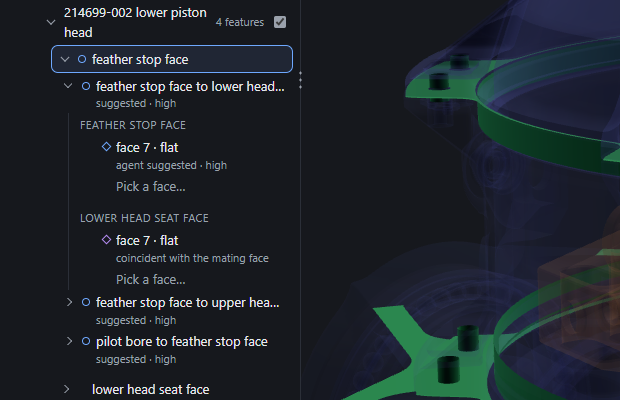 214699-002 lower piston
head
4 features
feather stop face
feather stop face to lower head...
suggested · high
FEATHER STOP FACE
face 7 · flat
agent suggested · high
Pick a face...
LOWER HEAD SEAT FACE
face 7 · flat
coincident with the mating face
Pick a face...
feather stop face to upper hea...
suggested · high
pilot bore to feather stop face
suggested · high
lower head seat face